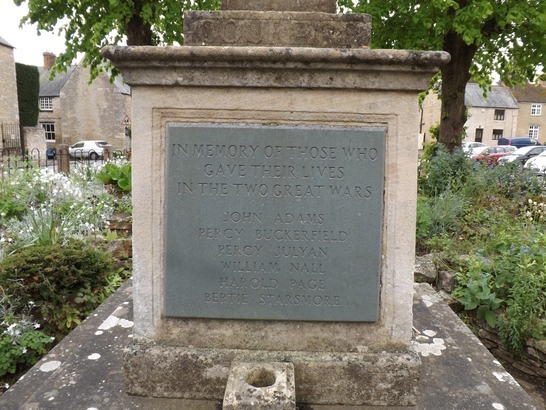 IN MEMORY OF THOSE WHO
GAVE THEIR LIVES
IN THE TWO GREAT WARS
JOHN ADAMS
PERCY BUCKERFIELD
PERCY JULYAN
WILLIAM NALL
HAROLD PAGE
BERTIE STARSMORE